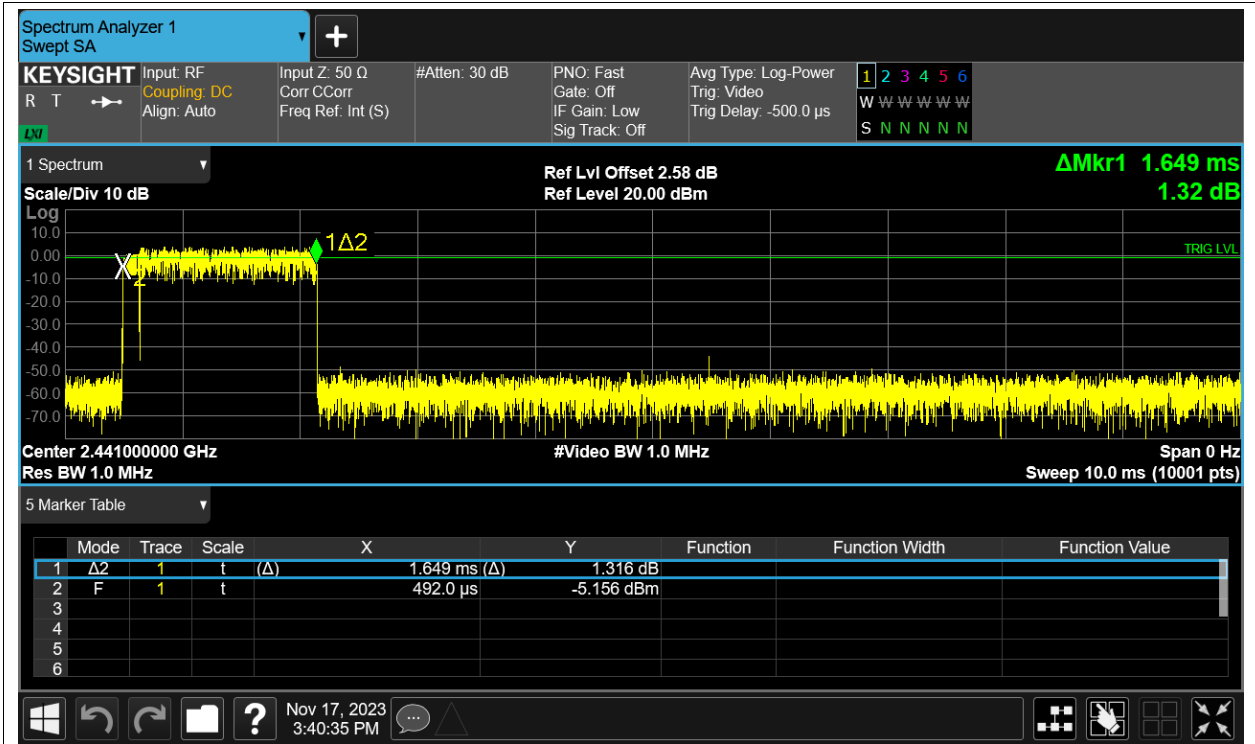 Spectrum Analyzer 1
Swept SA
+
KEYSIGHT
R T
LXI
Input: RF
Coupling: DC
Align: Auto
Input Z: 50 Ω
Corr CCorr
Freq Ref: Int (S)
#Atten: 30 dB
PNO: Fast
Gate: Off
IF Gain: Low
Sig Track: Off
Avg Type: Log-Power
Trig: Video
Trig Delay: -500.0 µs
1 2 3 4 5 6
W W W W W W
S N N N N N
1 Spectrum
Scale/Div 10 dB
Log
Ref Lvl Offset 2.58 dB
Ref Level 20.00 dBm
ΔMkr1 1.649 ms
1.32 dB
10.0
0.00
-10.0
-20.0
-30.0
-40.0
-50.0
-60.0
-70.0
1Δ2
2
TRIG LVL
Center 2.441000000 GHz
Res BW 1.0 MHz
#Video BW 1.0 MHz
Span 0 Hz
Sweep 10.0 ms (10001 pts)
5 Marker Table
Mode Trace Scale X Y Function Function Width Function Value
1 Δ2 1 t (Δ) 1.649 ms (Δ) 1.316 dB
2 F 1 t 492.0 µs -5.156 dBm
3
4
5
6
?
Nov 17, 2023
3:40:35 PM